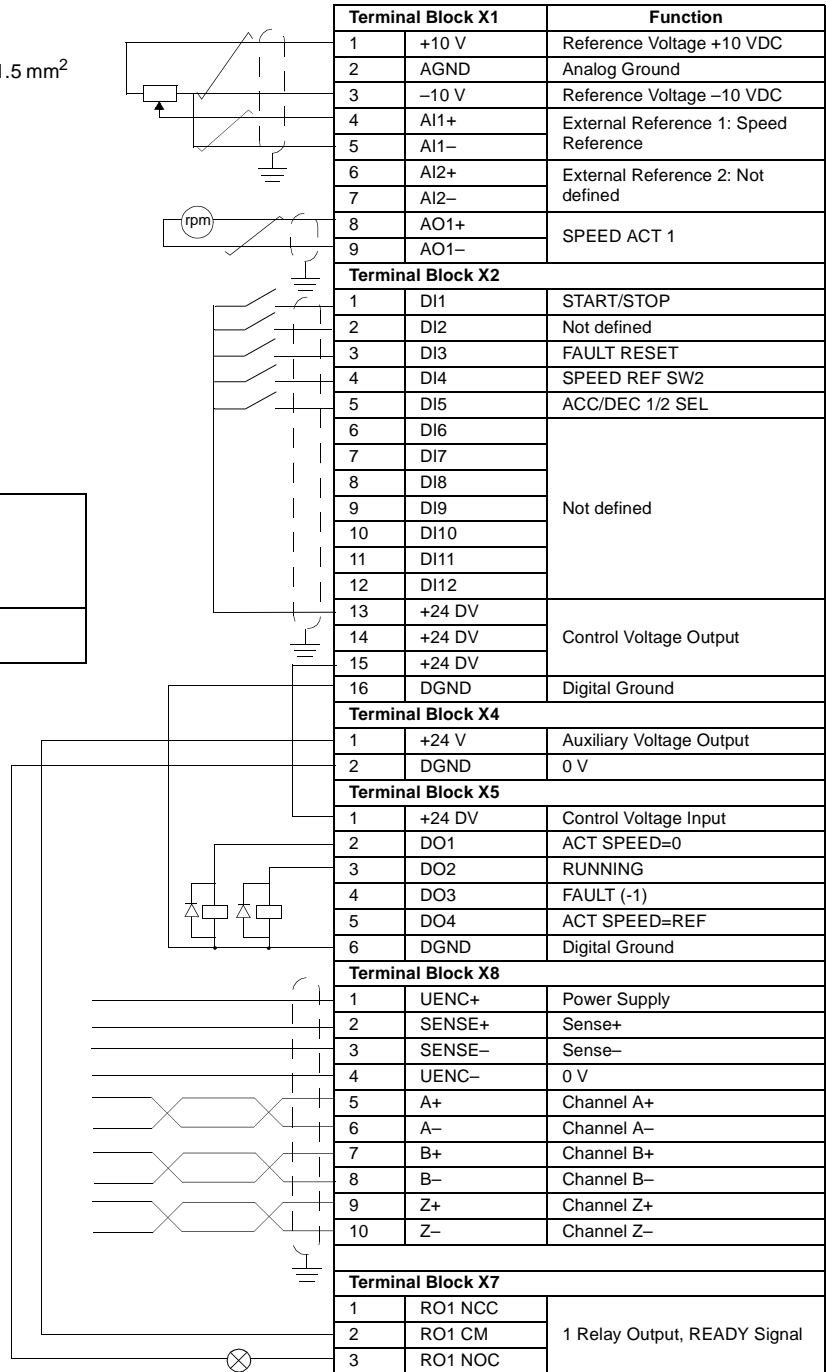 Terminal Block X1 Function
1 +10 V Reference Voltage +10 VDC
.5 mm2
2 AGND Analog Ground
3 –10 V Reference Voltage –10 VDC
4 AI1+ External Reference 1: Speed
5 AI1– Reference
6 AI2+ External Reference 2: Not
7 AI2– defined
rpm
8 AO1+ SPEED ACT 1
9 AO1–
Terminal Block X2
1 DI1 START/STOP
2 DI2 Not defined
3 DI3 FAULT RESET
4 DI4 SPEED REF SW2
5 DI5 ACC/DEC 1/2 SEL
6 DI6
7 DI7
8 DI8
9 DI9 Not defined
10 DI10
11 DI11
12 DI12
13 +24 DV
14 +24 DV Control Voltage Output
15 +24 DV
16 DGND Digital Ground
Terminal Block X4
1 +24 V Auxiliary Voltage Output
2 DGND 0 V
Terminal Block X5
1 +24 DV Control Voltage Input
2 DO1 ACT SPEED=0
3 DO2 RUNNING
4 DO3 FAULT (-1)
5 DO4 ACT SPEED=REF
6 DGND Digital Ground
Terminal Block X8
1 UENC+ Power Supply
2 SENSE+ Sense+
3 SENSE– Sense–
4 UENC– 0 V
5 A+ Channel A+
6 A– Channel A–
7 B+ Channel B+
8 B– Channel B–
9 Z+ Channel Z+
10 Z– Channel Z–
Terminal Block X7
1 RO1 NCC
2 RO1 CM 1 Relay Output, READY Signal
3 RO1 NOC